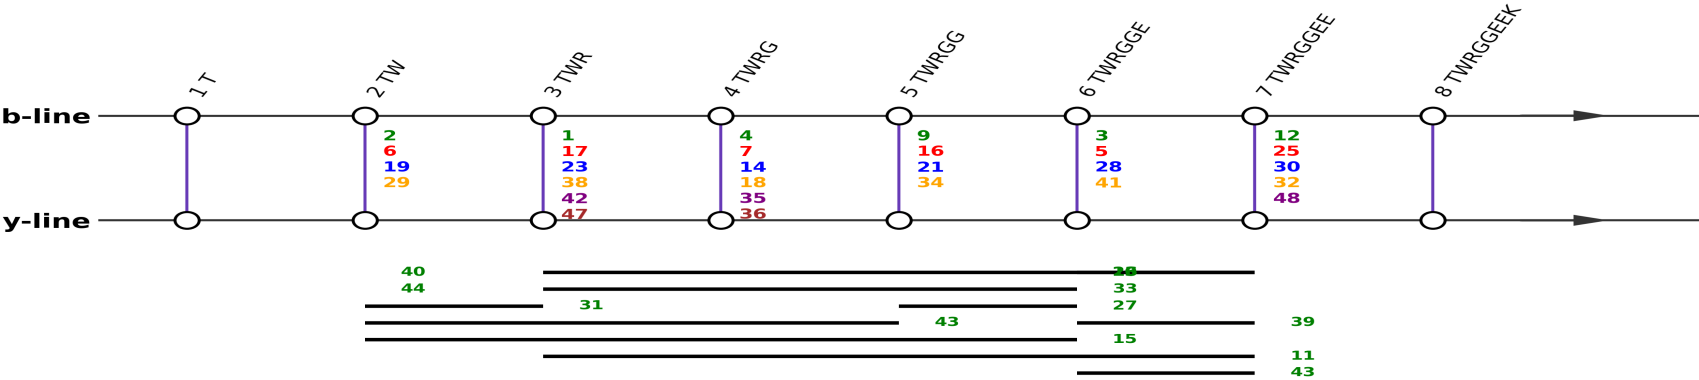 1 T
2 TW
3 TWR
4 TWRG
5 TWRGG
6 TWRGGE
7 TWRGGEE
8 TWRGGEEK
b-line
2 1 4 9 3 12
6 17 7 16 5 25
19 23 14 21 28 30
29 38 18 34 41 32
42 35 48
47 36
y-line
40
44 33
31 27
43 39
15
11
43